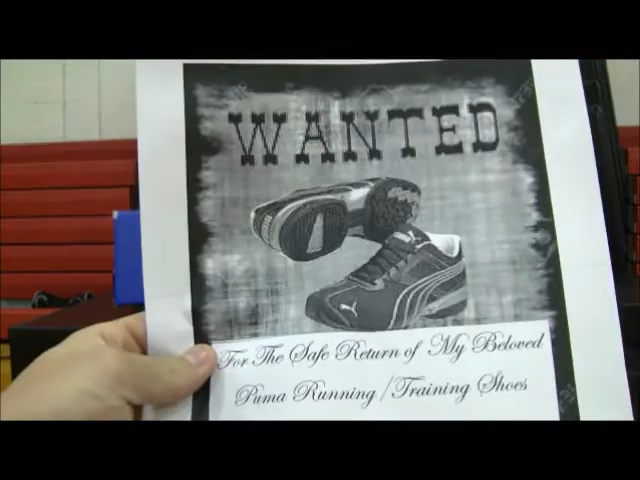 WANTED
For The Safe Return of My Beloved
Puma Running/Training Shoes